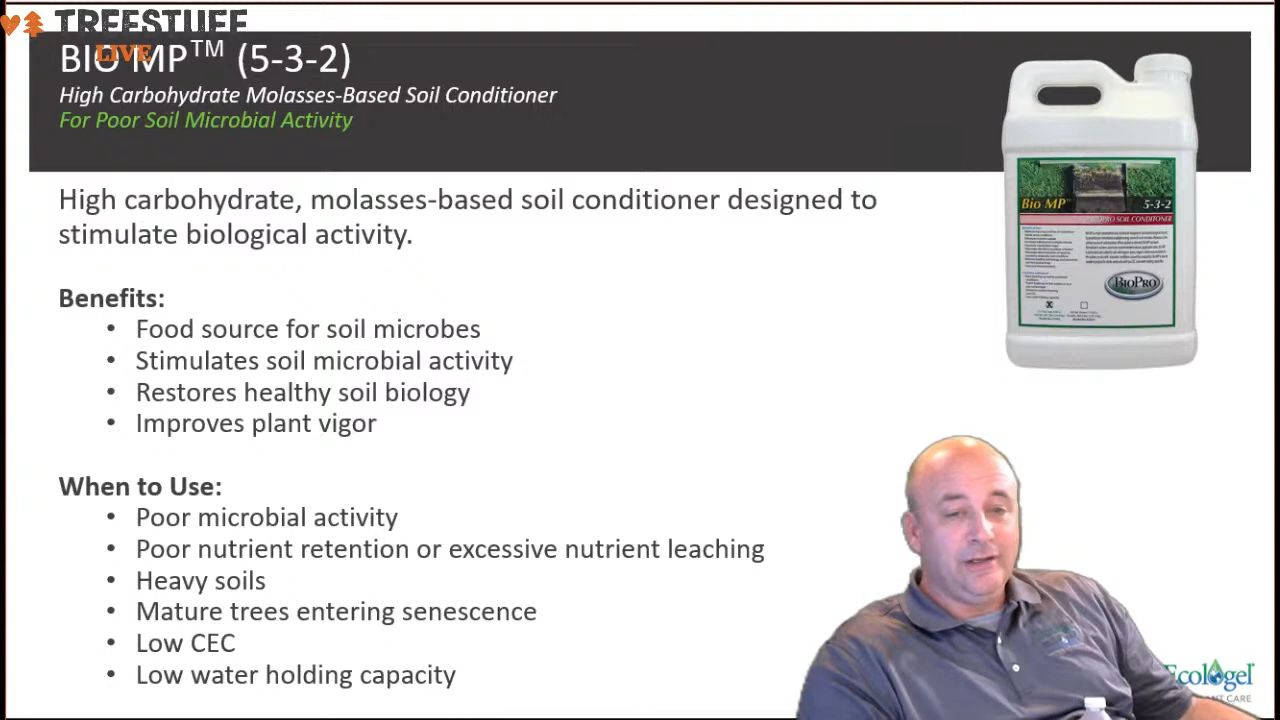 TREESTUFF
LIVE
BIO MP™ (5-3-2)
High Carbohydrate Molasses-Based Soil Conditioner
For Poor Soil Microbial Activity
High carbohydrate, molasses-based soil conditioner designed to
stimulate biological activity.
Benefits:
• Food source for soil microbes
• Stimulates soil microbial activity
• Restores healthy soil biology
• Improves plant vigor
When to Use:
• Poor microbial activity
• Poor nutrient retention or excessive nutrient leaching
• Heavy soils
• Mature trees entering senescence
• Low CEC
• Low water holding capacity
Bio MP™ 5-3-2
SOIL CONDITIONER
BIOPRO
Ecologel
CARE